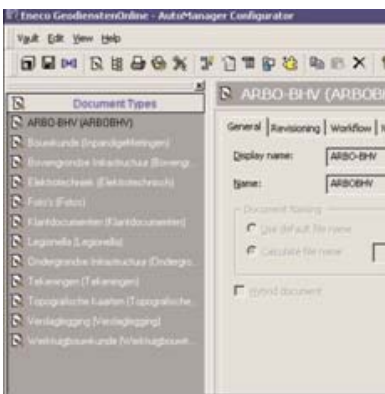 Eneco GeodienstenOnline - AutoManager Configurator
Vault Edit View Help
Document Types
ARBO-BHV (ARBOBHV)
Bouwkunde (InpandigeMetingen)
Bovengrondse Infrastructuur (Bovengr...
Elektrotechniek (Elektrotechnisch)
Foto's (Fotos)
Klantdocumenten (Klantdocumenten)
Legionella (Legionella)
Ondergrondse Infrastructuur (Ondergro...
Tekeningen (Tekeningen)
Topografische Kaarten (Topografische...
Verslaglegging (Verslaglegging)
Werktuigbouwkunde (Werktuigbouwk...
ARBO-BHV (ARBOB
General Revisioning Workflow
Display name: ARBO-BHV
Name: ARBOBHV
Document Naming
Use default file name
Calculate file name
Hybrid document